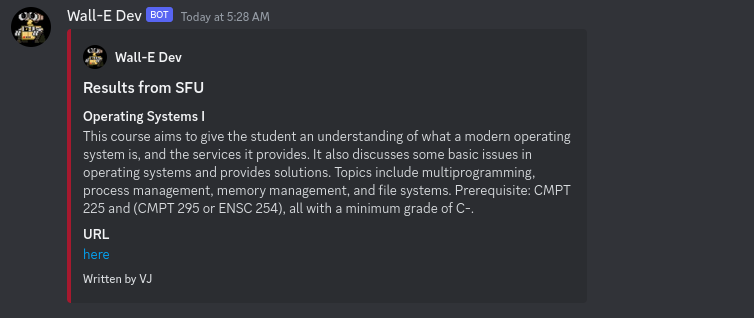 Wall-E Dev BOT Today at 5:28 AM
Wall-E Dev
Results from SFU
Operating Systems I
This course aims to give the student an understanding of what a modern operating
system is, and the services it provides. It also discusses some basic issues in
operating systems and provides solutions. Topics include multiprogramming,
process management, memory management, and file systems. Prerequisite: CMPT
225 and (CMPT 295 or ENSC 254), all with a minimum grade of C-.
URL
here
Written by VJ